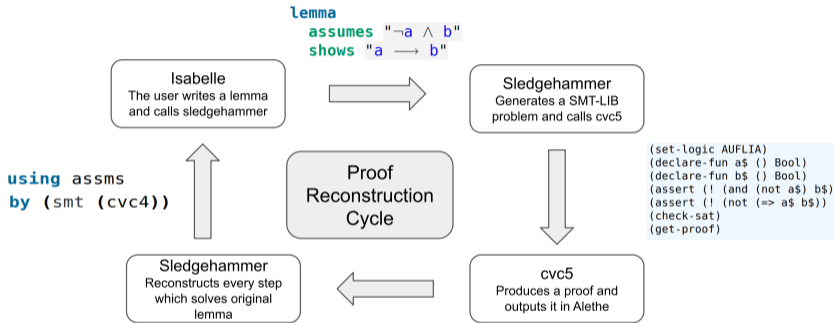 lemma
assumes "¬a ∧ b"
shows "a ⟶ b"
Isabelle
The user writes a lemma
and calls sledgehammer
Sledgehammer
Generates a SMT-LIB
problem and calls cvc5
(set-logic AUFLIA)
(declare-fun a$ () Bool)
(declare-fun b$ () Bool)
(assert (! (and (not a$) b$)
(assert (! (not (=> a$ b$))
(check-sat)
(get-proof)
Proof
Reconstruction
Cycle
using assms
by (smt (cvc4))
Sledgehammer
Reconstructs every step
which solves original
lemma
cvc5
Produces a proof and
outputs it in Alethe